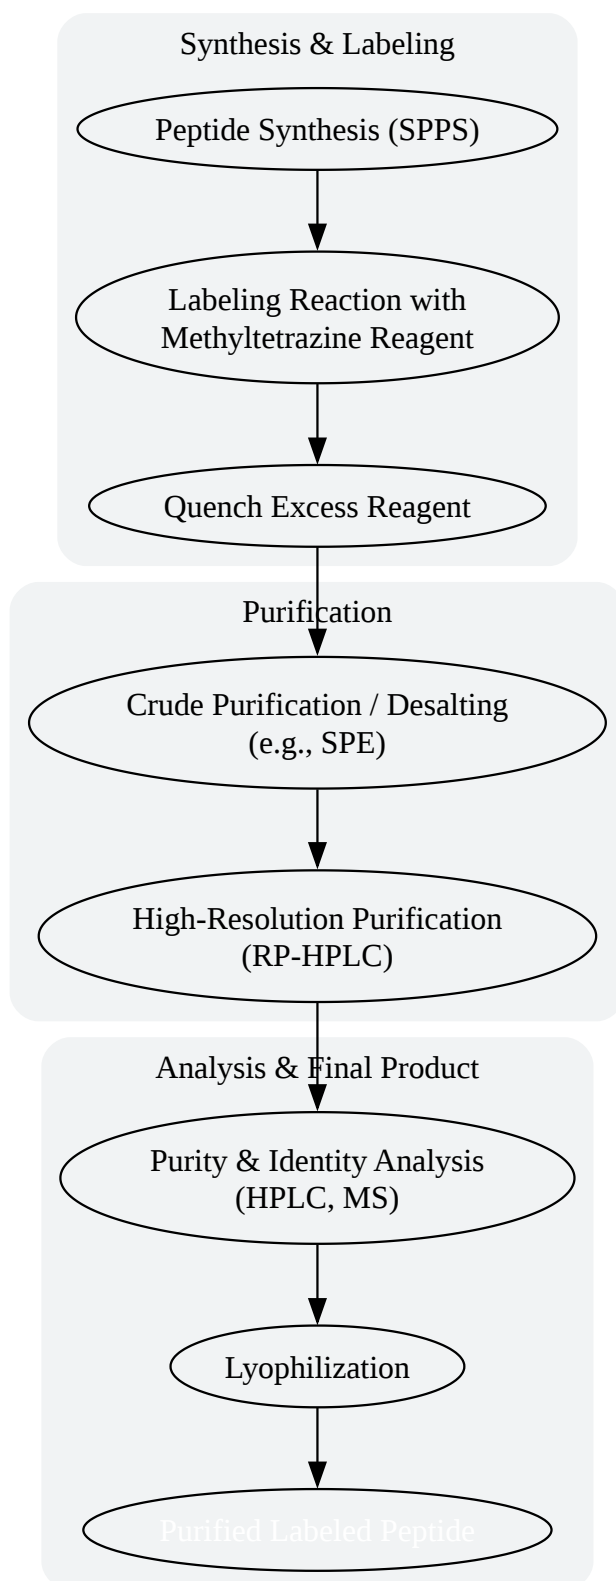 Synthesis & Labeling
Peptide Synthesis (SPPS)
Labeling Reaction with
Methyltetrazine Reagent
Quench Excess Reagent
Purification
Crude Purification / Desalting
(e.g., SPE)
High-Resolution Purification
(RP-HPLC)
Analysis & Final Product
Purity & Identity Analysis
(HPLC, MS)
Lyophilization
Purified Labeled Peptide